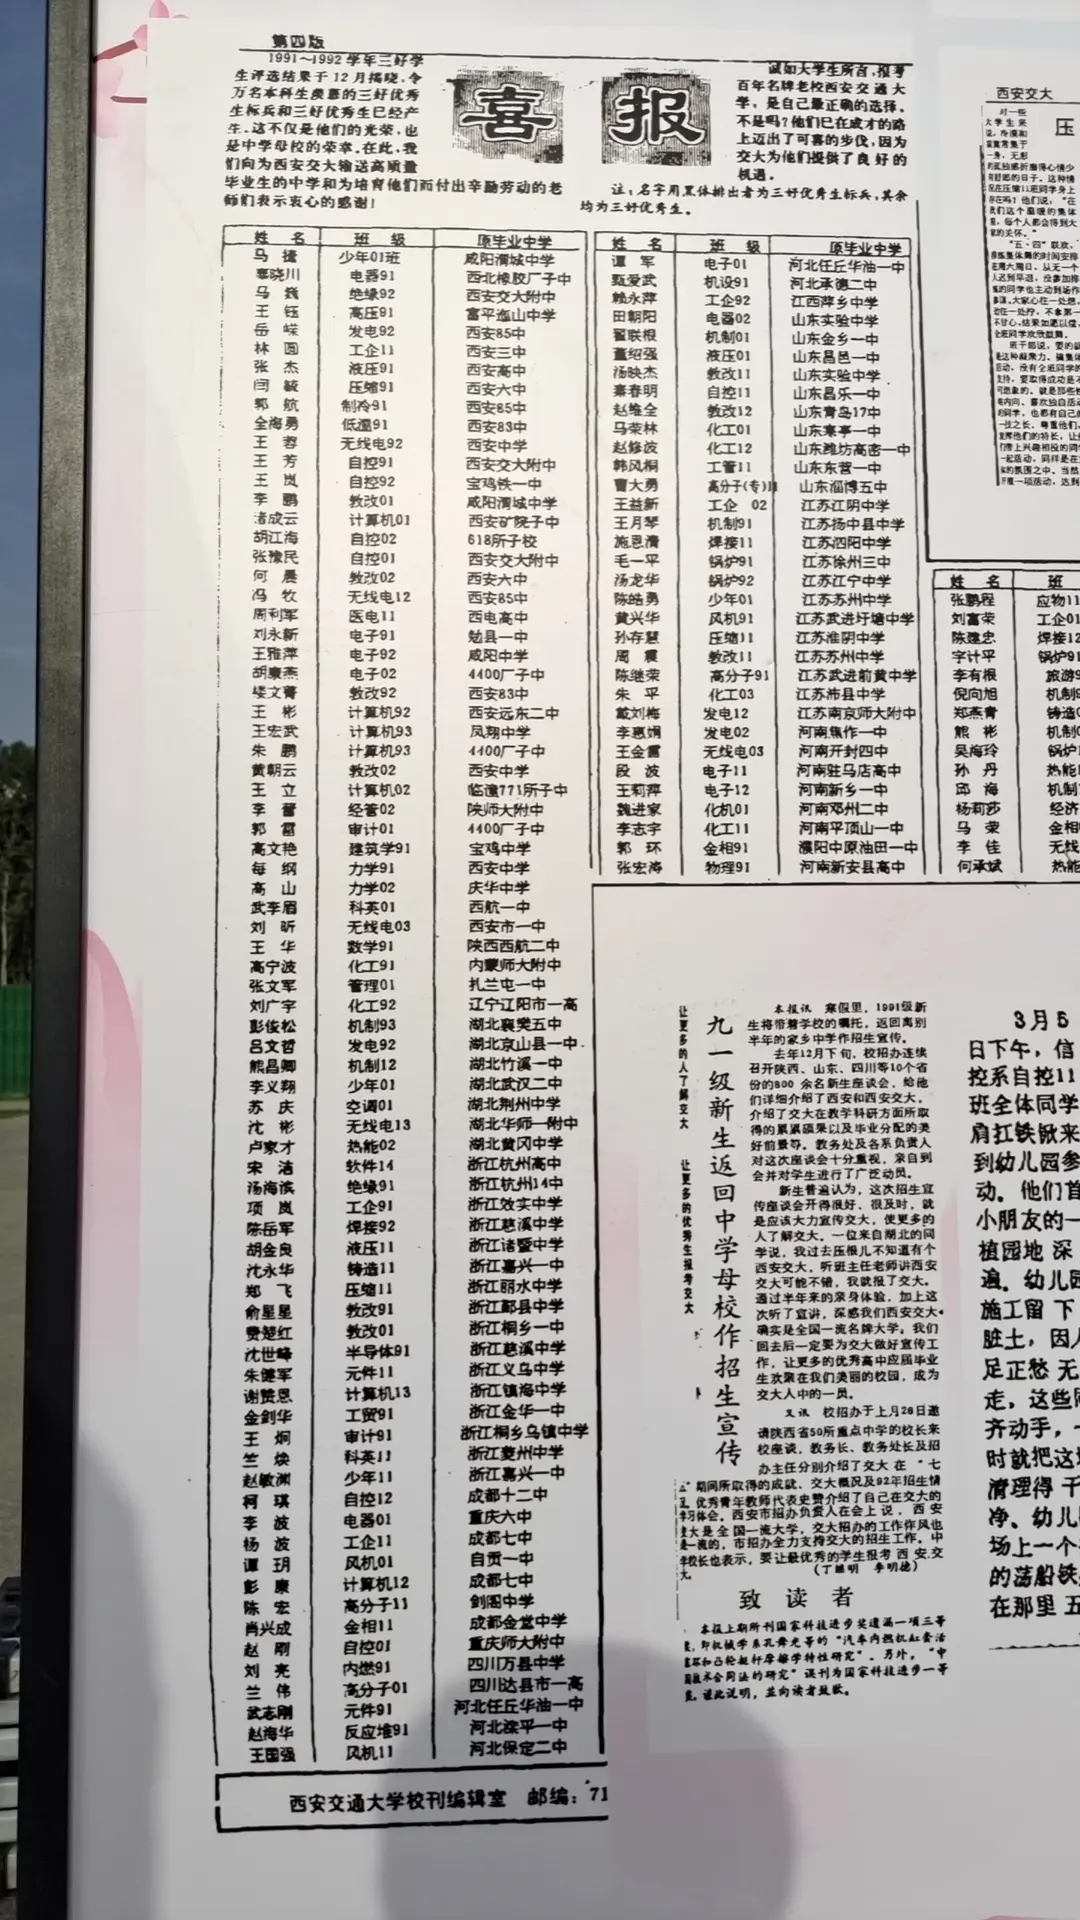 第四版
1991～1992学年三好学
生评选结果于12月揭晓,令
万名本科生羡慕的三好优秀
生标兵和三好优秀生已经产
生。这不仅是他们的光荣,也
是中学母校的荣幸。在此,我
们向为西安交大输送高质量
毕业生的中学和为培育他们而付出辛勤劳动的老
师们表示衷心的感谢!
喜报
诚如大学生所言,报考
百年名牌老校西安交通大
学,是自己最正确的选择。
不是吗?他们已在成才的路
上迈出了可喜的步伐,因为
交大为他们提供了良好的
机遇。
注:名字用黑体排出者为三好优秀生标兵,其余
均为三好优秀生。
姓 名 班 级 原毕业中学
马 捷 少年01班 咸阳渭城中学
寋晓川 电器91 西北橡胶厂子中
马 巍 绝缘92 西安交大附中
王 钰 高压91 富平迤山中学
岳 嵘 发电92 西安85中
林 圆 工企11 西安三中
张 杰 液压91 西安高中
闫 毓 压缩91 西安六中
郭 航 制冷91 西安85中
全海勇 低温91 西安83中
王 蓉 无线电92 西安中学
王 芳 自控91 西安交大附中
王 岚 自控92 宝鸡铁一中
李 鹏 教改01 咸阳渭城中学
渚成云 计算机01 西安矿院子中
胡江海 自控02 618所子校
张豫民 自控01 西安交大附中
何 晨 教改02 西安六中
冯 牧 无线电12 西安85中
周利军 医电11 西电高中
刘永新 电子91 勉县一中
王雅萍 电子92 咸阳中学
胡康燕 电子02 4400厂子中
娄文菁 教改92 西安83中
王 彬 计算机92 西安远东二中
王宏武 计算机93 凤翔中学
朱 鹏 计算机93 4400厂子中
黄朝云 教改02 西安中学
王 立 计算机02 临潼771所子中
李 蕾 经管02 陕师大附中
郭 雷 审计01 4400厂子中
高文艳 建筑学91 宝鸡中学
每 纲 力学91 西安中学
高 山 力学02 庆华中学
武李眉 科英01 西航一中
刘 昕 无线电03 西安市一中
王 华 数学91 陕西西航二中
高宁波 化工91 内蒙师大附中
张文军 管理01 扎兰屯一中
刘广宇 化工92 辽宁辽阳市一高
彭俊松 机制93 湖北襄樊五中
吕文哲 发电92 湖北京山县一中
熊昌卿 机制12 湖北竹溪一中
李义翔 少年01 湖北武汉二中
苏 庆 空调01 湖北荆州中学
沈 彬 无线电13 湖北华师一附中
卢家才 热能02 湖北黄冈中学
宋 洁 软件14 浙江杭州高中
汤海滨 绝缘91 浙江杭州14中
项 岚 工企91 浙江效实中学
陈岳军 焊接92 浙江慈溪中学
胡金良 液压11 浙江诸暨中学
沈永华 铸造11 浙江嘉兴一中
郑 飞 压缩11 浙江丽水中学
俞星星 教改91 浙江鄞县中学
费楚红 教改01 浙江桐乡一中
沈世峰 半导体91 浙江慈溪中学
朱健军 元件11 浙江义乌中学
谢赞恩 计算机13 浙江镇海中学
金剑华 工贸91 浙江金华一中
王 炯 审计91 浙江桐乡乌镇中学
竺 焕 科英11 浙江夔州中学
赵敏渊 少年11 浙江嘉兴一中
柯 琪 自控12 成都十二中
李 波 电器01 重庆六中
杨 波 工企11 成都七中
谭 玥 风机01 自贡一中
彭 康 计算机12 成都七中
陈 宏 高分子11 剑阁中学
肖兴成 金相11 成都金堂中学
赵 刚 自控01 重庆师大附中
刘 亮 内燃91 四川万县中学
兰 伟 高分子01 四川达县市一高
武志刚 元件91 河北任丘华油一中
赵海华 反应堆91 河北滦平一中
王国强 风机11 河北保定二中
姓 名 班 级 原毕业中学
谭 军 电子01 河北任丘华油一中
甄爱武 机设91 河北承德二中
赖永萍 工企92 江西萍乡中学
田朝阳 电器02 山东实验中学
翟联根 机制01 山东金乡一中
董绍强 液压01 山东昌邑一中
汤映杰 教改11 山东实验中学
秦春明 自控11 山东昌乐一中
赵维全 教改12 山东青岛17中
马荣林 化工01 山东寒亭一中
赵修波 化工12 山东潍坊高密一中
韩风桐 工管11 山东东营一中
曹大勇 高分子(专)11 山东淄博五中
王益新 工企 02 江苏江阴中学
王月琴 机制91 江苏扬中县中学
施恩清 焊接11 江苏泗阳中学
毛一平 锅炉91 江苏徐州三中
汤龙华 锅炉92 江苏江宁中学
陈皓勇 少年01 江苏苏州中学
黄兴华 风机91 江苏武进圩塘中学
孙存慧 压缩11 江苏淮阴中学
周 震 教改11 江苏苏州中学
陈继荣 高分子91 江苏武进前黄中学
朱 平 化工03 江苏沛县中学
戴刘梅 发电12 江苏南京师大附中
李惠娟 发电02 河南焦作一中
王金雷 无线电03 河南开封四中
段 波 电子11 河南驻马店高中
王莉萍 电子12 河南新乡一中
魏进家 化机01 河南邓州二中
李志宇 化工11 河南平顶山一中
郭 环 金相91 濮阳中原油田一中
张宏涛 物理91 河南新安县高中
姓 名 班
张鹏程 应物11
刘富荣 工企01
陈建忠 焊接12
字计平 锅炉91
李有根 旅游9
倪向旭 机制
郑燕青 铸造
熊 彬 机制
吴海玲 锅炉
孙 丹 热能
邱 海 机制
杨莉莎 经济
马 荣 金相
李 佳 无线
何承斌 热能
西安交大
压
让更多的人了解交大 让更多的优秀生报考交大
九一级新生返回中学母校作招生宣传
本报讯 寒假里,1991级新
生将带着学校的嘱托,返回离别
半年的家乡中学作招生宣传。
去年12月下旬,校招办连续
召开陕西、山东、四川等10个省
份的800余名新生座谈会,给他
们详细介绍了西安和西安交大,
介绍了交大在教学科研方面所取
得的累累硕果以及毕业分配的美
好前景等。教务处及各系负责人
对这次座谈会十分重视,亲自到
会并对学生进行了广泛动员。
新生普遍认为,这次招生宣
传座谈会开得很好、很及时,就
是应该大力宣传交大,使更多的
人了解交大。一位来自湖北的同
学说,我过去压根儿不知道有个
西安交大,听班主任老师讲西安
交大可能不错,我就报了交大。
通过半年来的亲身体验,加上这
次听了宣讲,深感我们西安交大
确实是全国一流名牌大学。我们
回去后一定要为交大做好宣传工
作,让更多的优秀高中应届毕业
生欢聚在我们美丽的校园,成为
交大人中的一员。
又讯 校招办于上月26日邀
请陕西省50所重点中学的校长来
校座谈,教务长、教务处长及招
办主任分别介绍了交大在“七
五”期间所取得的成就、交大概况及92年招生情
况,优秀青年教师代表史赞介绍了自己在交大的
学习体会。西安市招办负责人在会上说,西安
交大是全国一流大学,交大招办的工作作风也
是一流的,市招办全力支持交大的招生工作。中
学校长也表示,要让最优秀的学生报考西安交
大。
致读者
本报上期所刊国家科技进步奖遗漏一项三等
奖,即机械学系孔舞光等的“汽车内燃机缸套活
塞环和凸轮挺杆摩擦学特性研究”。另外,“中
国技术合同法的研究”误刊为国家科技进步一等
奖。谨此说明,并向读者致歉。
3月5
日下午,信
控系自控11
班全体同学
肩扛铁锨来
到幼儿园参
动。他们首
小朋友的一
植园地深
遍。幼儿园
施工留下
脏土,因人
足正愁无
走,这些同
齐动手,
时就把这
清理得干
净、幼儿
场上一个
的荡船铁
在那里五
西安交通大学校刊编辑室 邮编:71